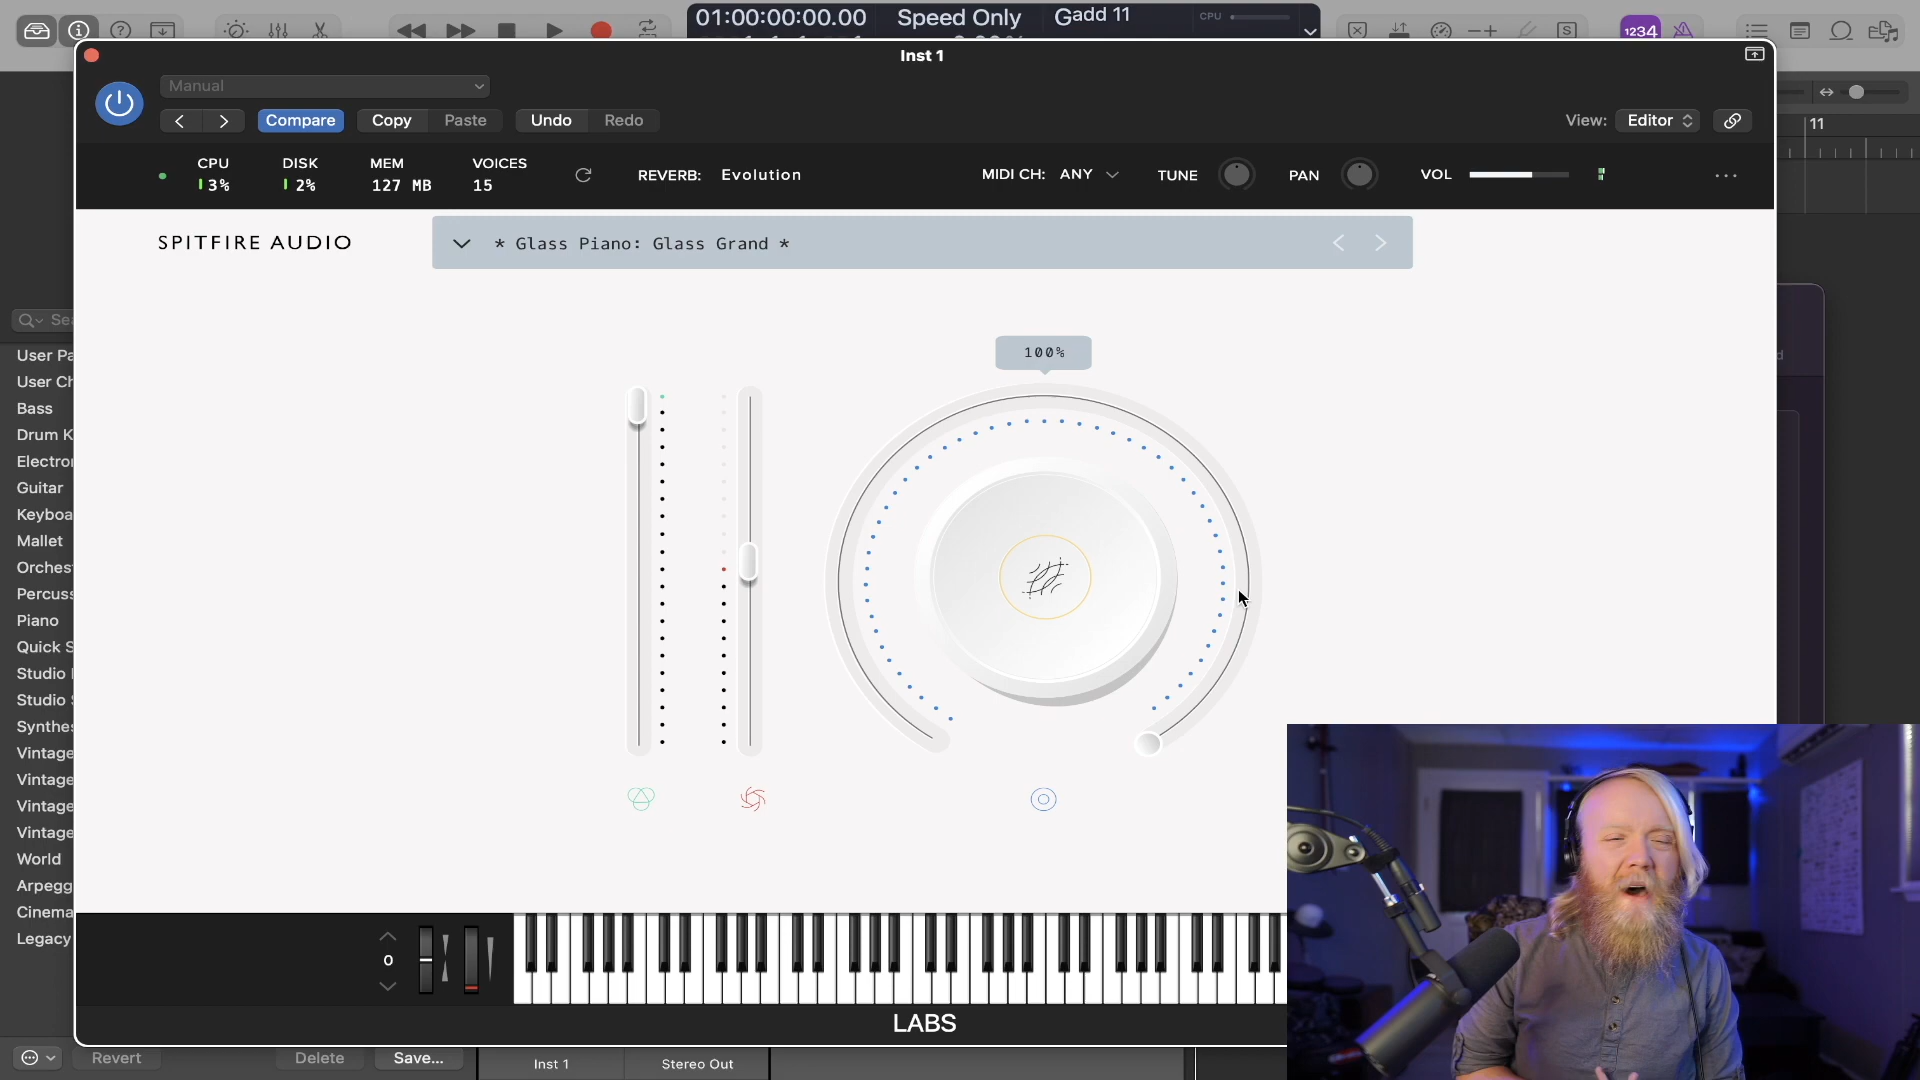 01:00:00:00.00
Speed Only
Gadd 11
CPU
1234
S
Inst 1
Manual
Compare
Copy
Paste
Undo
Redo
View:
Editor
11
CPU
3%
DISK
2%
MEM
127 MB
VOICES
15
REVERB: Evolution
MIDI CH: ANY
TUNE
PAN
VOL
SPITFIRE AUDIO
* Glass Piano: Glass Grand *
100%
User Pa
User Ch
Bass
Drum K
Electron
Guitar
Keyboa
Mallet
Orches
Percuss
Piano
Quick S
Studio
Studio
Synthes
Vintage
Vintage
Vintage
Vintage
World
Arpegg
Cinema
Legacy
0
LABS
Revert
Delete
Save...
Inst 1
Stereo Out